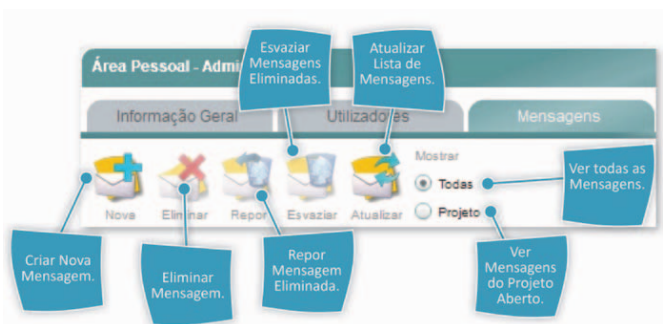 Esvaziar
Mensagens
Eliminadas.
Atualizar
Lista de
Mensagens.
Área Pessoal - Admi
Informação Geral
Utilizadores
Mensagens
Mostrar
Todas
Projeto
Ver todas as
Mensagens.
Nova
Eliminar
Repor
Esvaziar
Atualizar
Criar Nova
Mensagem.
Eliminar
Mensagem.
Repor
Mensagem
Eliminada.
Ver
Mensagens
do Projeto
Aberto.